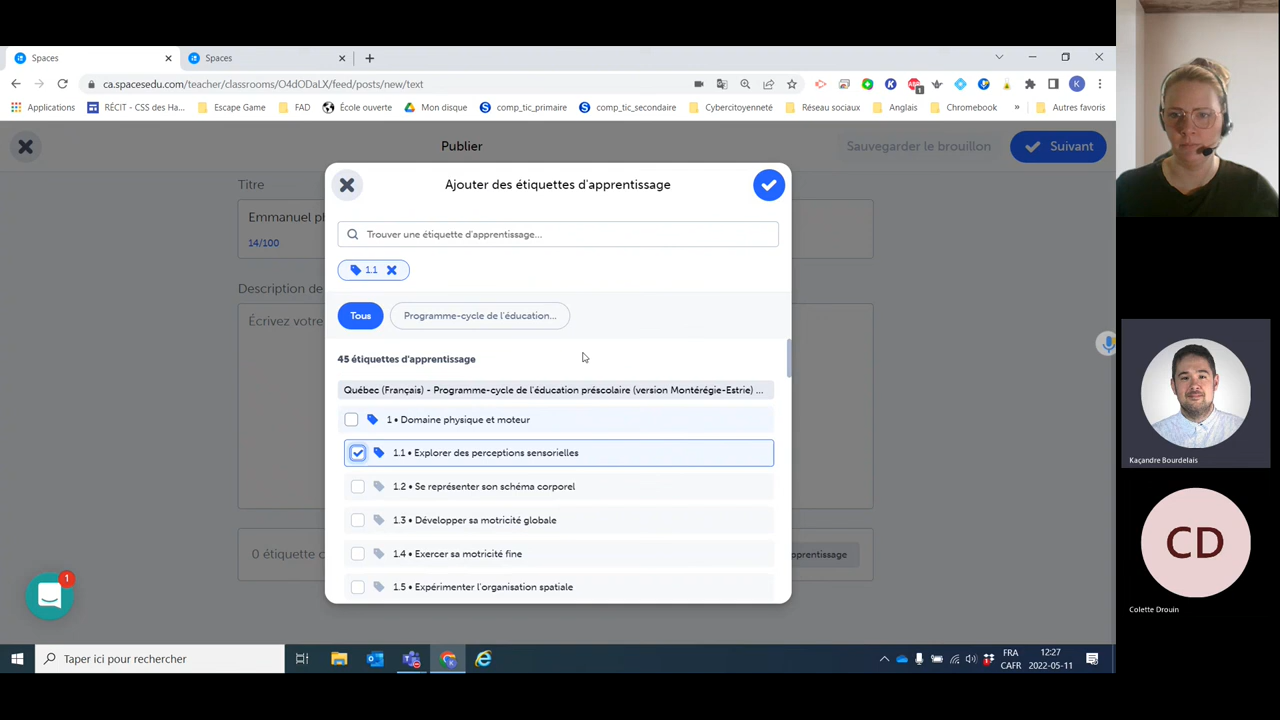 Spaces
Spaces
ca.spacesedu.com/teacher/classrooms/O4dODaLX/feed/posts/new/text
Applications
RÉCIT - CSS des Ha...
Escape Game
FAD
École ouverte
Mon disque
comp_tic_primaire
comp_tic_secondaire
Cybercitoyenneté
Réseau sociaux
Anglais
Chromebook
»
Autres favoris
Publier
Sauvegarder le brouillon
Suivant
Titre
Emmanuel p
14/100
Description de
Écrivez votre
0 étiquette
pprentissage
Ajouter des étiquettes d'apprentissage
Trouver une étiquette d'apprentissage...
1.1
Tous
Programme-cycle de l'éducation...
45 étiquettes d'apprentissage
Québec (Français) - Programme-cycle de l'éducation préscolaire (version Montérégie-Estrie) ...
1 • Domaine physique et moteur
1.1 • Explorer des perceptions sensorielles
1.2 • Se représenter son schéma corporel
1.3 • Développer sa motricité globale
1.4 • Exercer sa motricité fine
1.5 • Expérimenter l'organisation spatiale
1
Kaçandre Bourdelais
CD
Colette Drouin
Taper ici pour rechercher
FRA
CAFR
12:27
2022-05-11